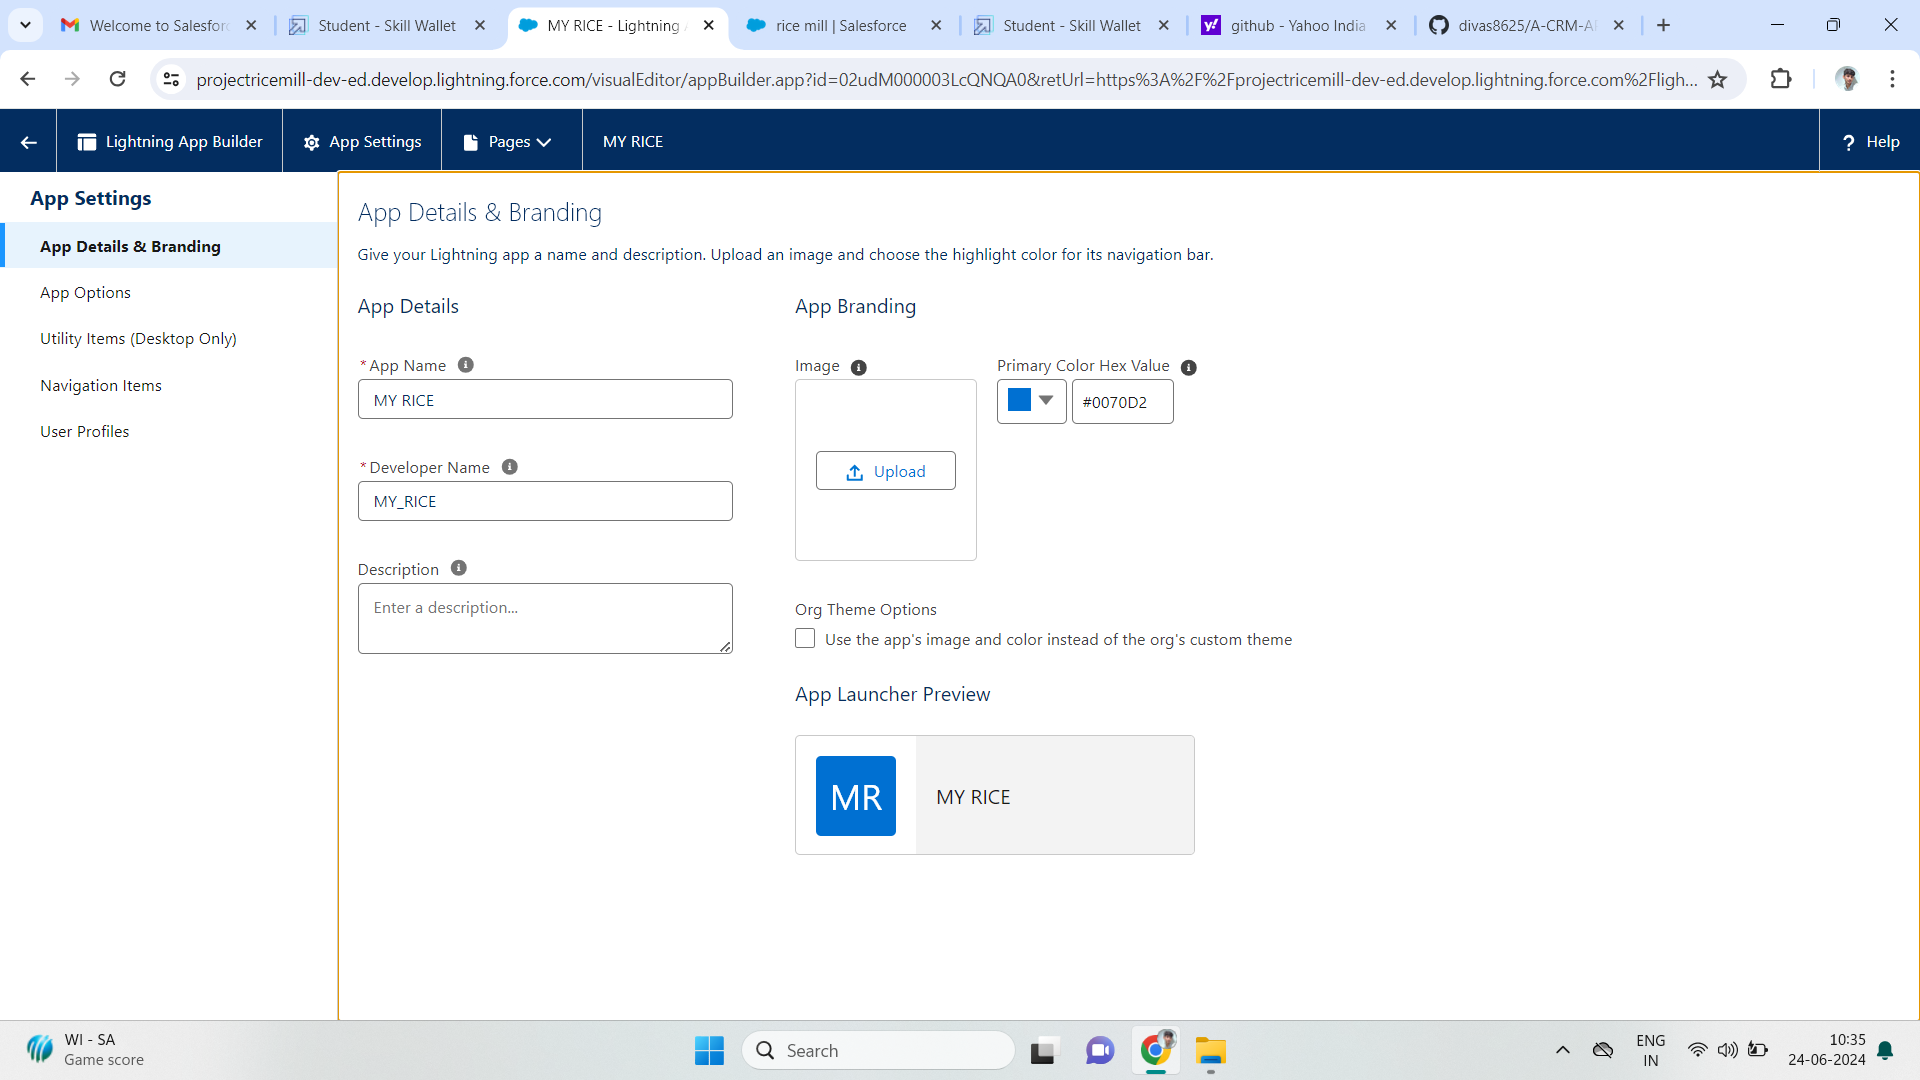 Welcome to Salesforc
Student - Skill Wallet
MY RICE - Lightning
rice mill | Salesforce
Student - Skill Wallet
github - Yahoo India
divas8625/A-CRM-A
projectricemill-dev-ed.develop.lightning.force.com/visualEditor/appBuilder.app?id=02udM000003LcQNQA0&retUrl=https%3A%2F%2Fprojectricemill-dev-ed.develop.lightning.force.com%2Fligh...
Lightning App Builder
App Settings
Pages
MY RICE
? Help
App Settings
App Details & Branding
App Options
Utility Items (Desktop Only)
Navigation Items
User Profiles
App Details & Branding
Give your Lightning app a name and description. Upload an image and choose the highlight color for its navigation bar.
App Details
*App Name
MY RICE
*Developer Name
MY_RICE
Description
Enter a description...
App Branding
Image
Upload
Primary Color Hex Value
#0070D2
Org Theme Options
Use the app's image and color instead of the org's custom theme
App Launcher Preview
MR
MY RICE
WI - SA
Game score
Search
ENG
IN
10:35
24-06-2024